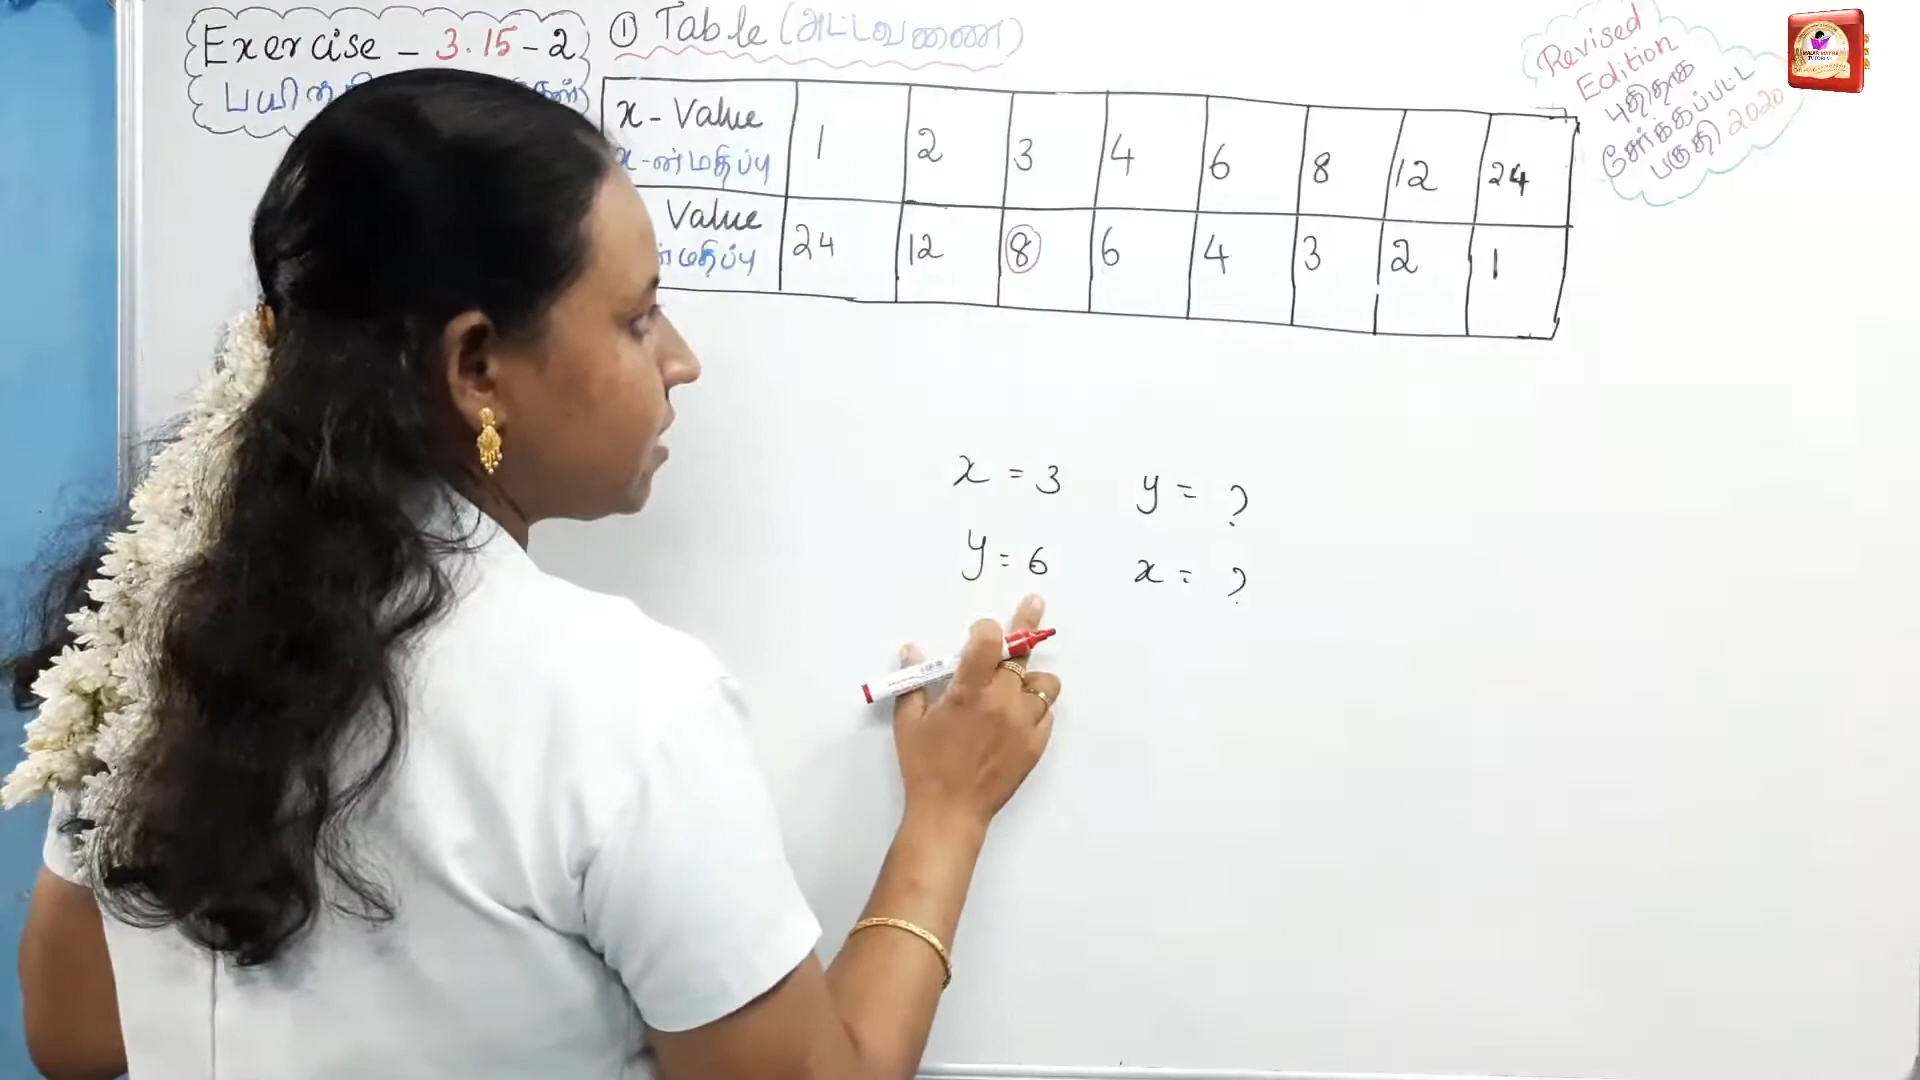 Exercise - 3.15-2
① Table (அட்டவணை)
x - Value 1 2 3 4 6 8 12 24
x-ன் மதிப்பு
Value 24 12 8 6 4 3 2 1
மதிப்பு
Revised
Edition
புதிதாக
சேர்க்கப்பட்ட
பகுதி 2020
x = 3 y = ?
y = 6 x = ?